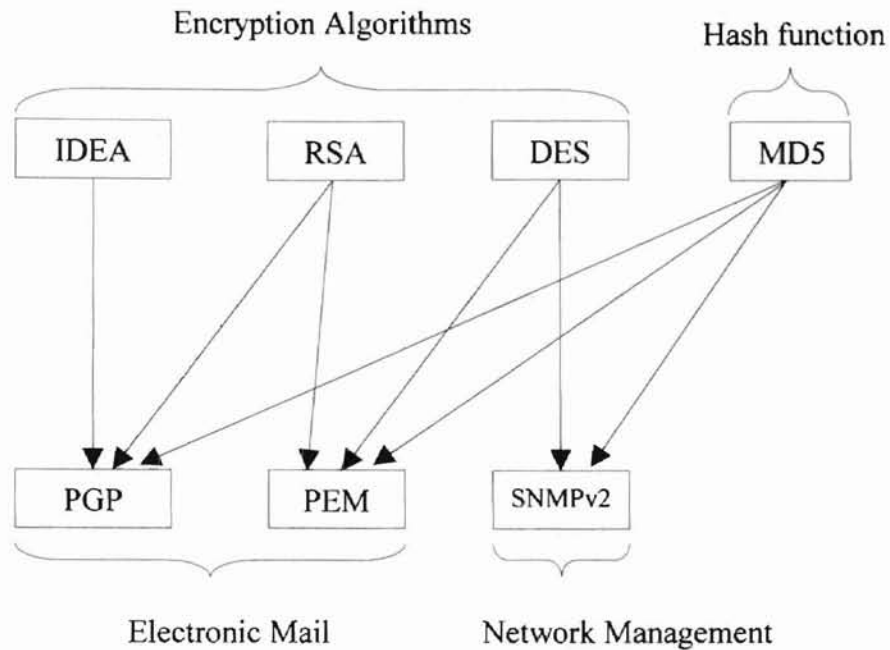 Encryption Algorithms
Hash function
IDEA
RSA
DES
MD5
PGP
PEM
SNMPv2
Electronic Mail
Network Management